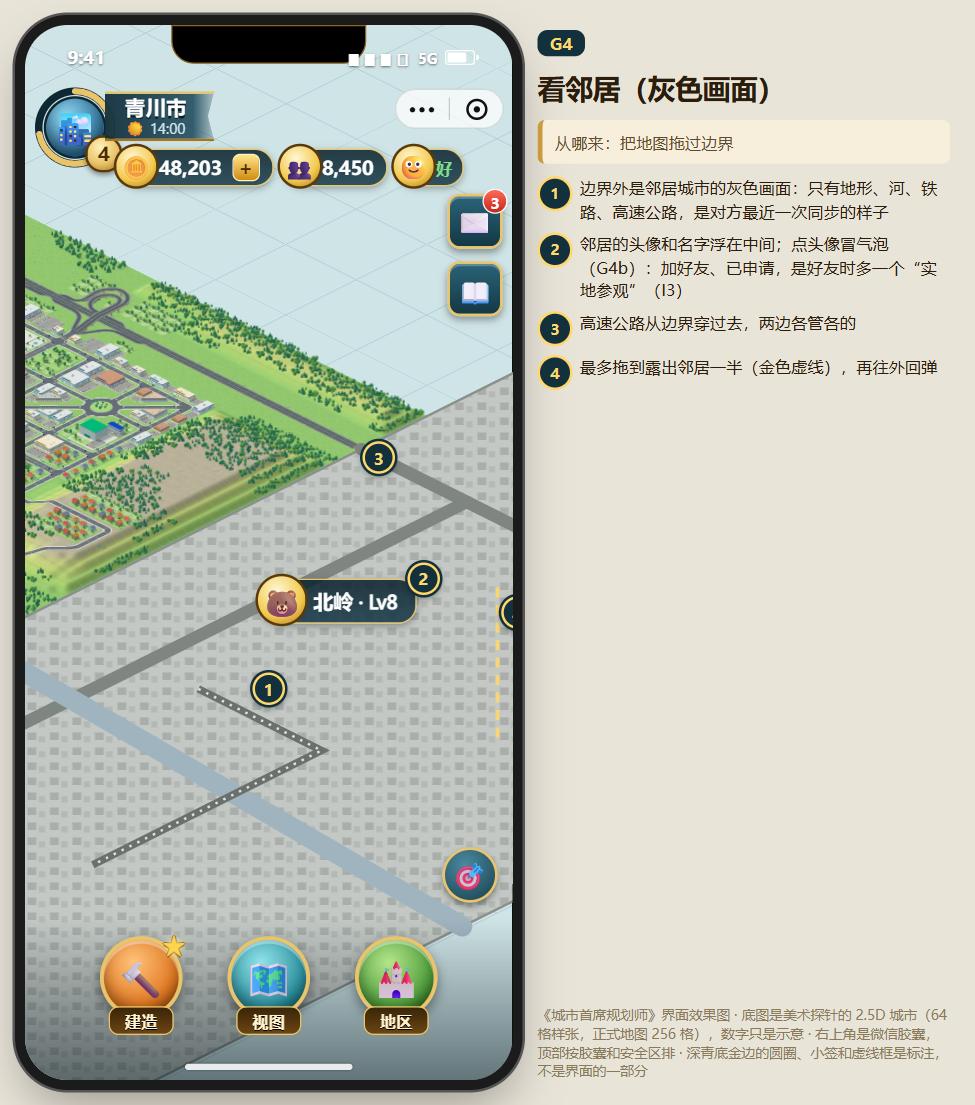 9:41
5G
青川市
14:00
4
48,203
+
8,450
好
3
3
2
北岭 · Lv8
1
建造
视图
地区
G4
看邻居（灰色画面）
从哪来：把地图拖过边界
1 边界外是邻居城市的灰色画面：只有地形、河、铁
路、高速公路，是对方最近一次同步的样子
2 邻居的头像和名字浮在中间；点头像冒气泡
（G4b）：加好友、已申请，是好友时多一个“实
地参观”（I3）
3 高速公路从边界穿过去，两边各管各的
4 最多拖到露出邻居一半（金色虚线），再往外回弹
《城市首席规划师》界面效果图 · 底图是美术探针的 2.5D 城市（64
格样张，正式地图 256 格），数字只是示意 · 右上角是微信胶囊，
顶部按胶囊和安全区排 · 深青底金边的圆圈、小签和虚线框是标注，
不是界面的一部分